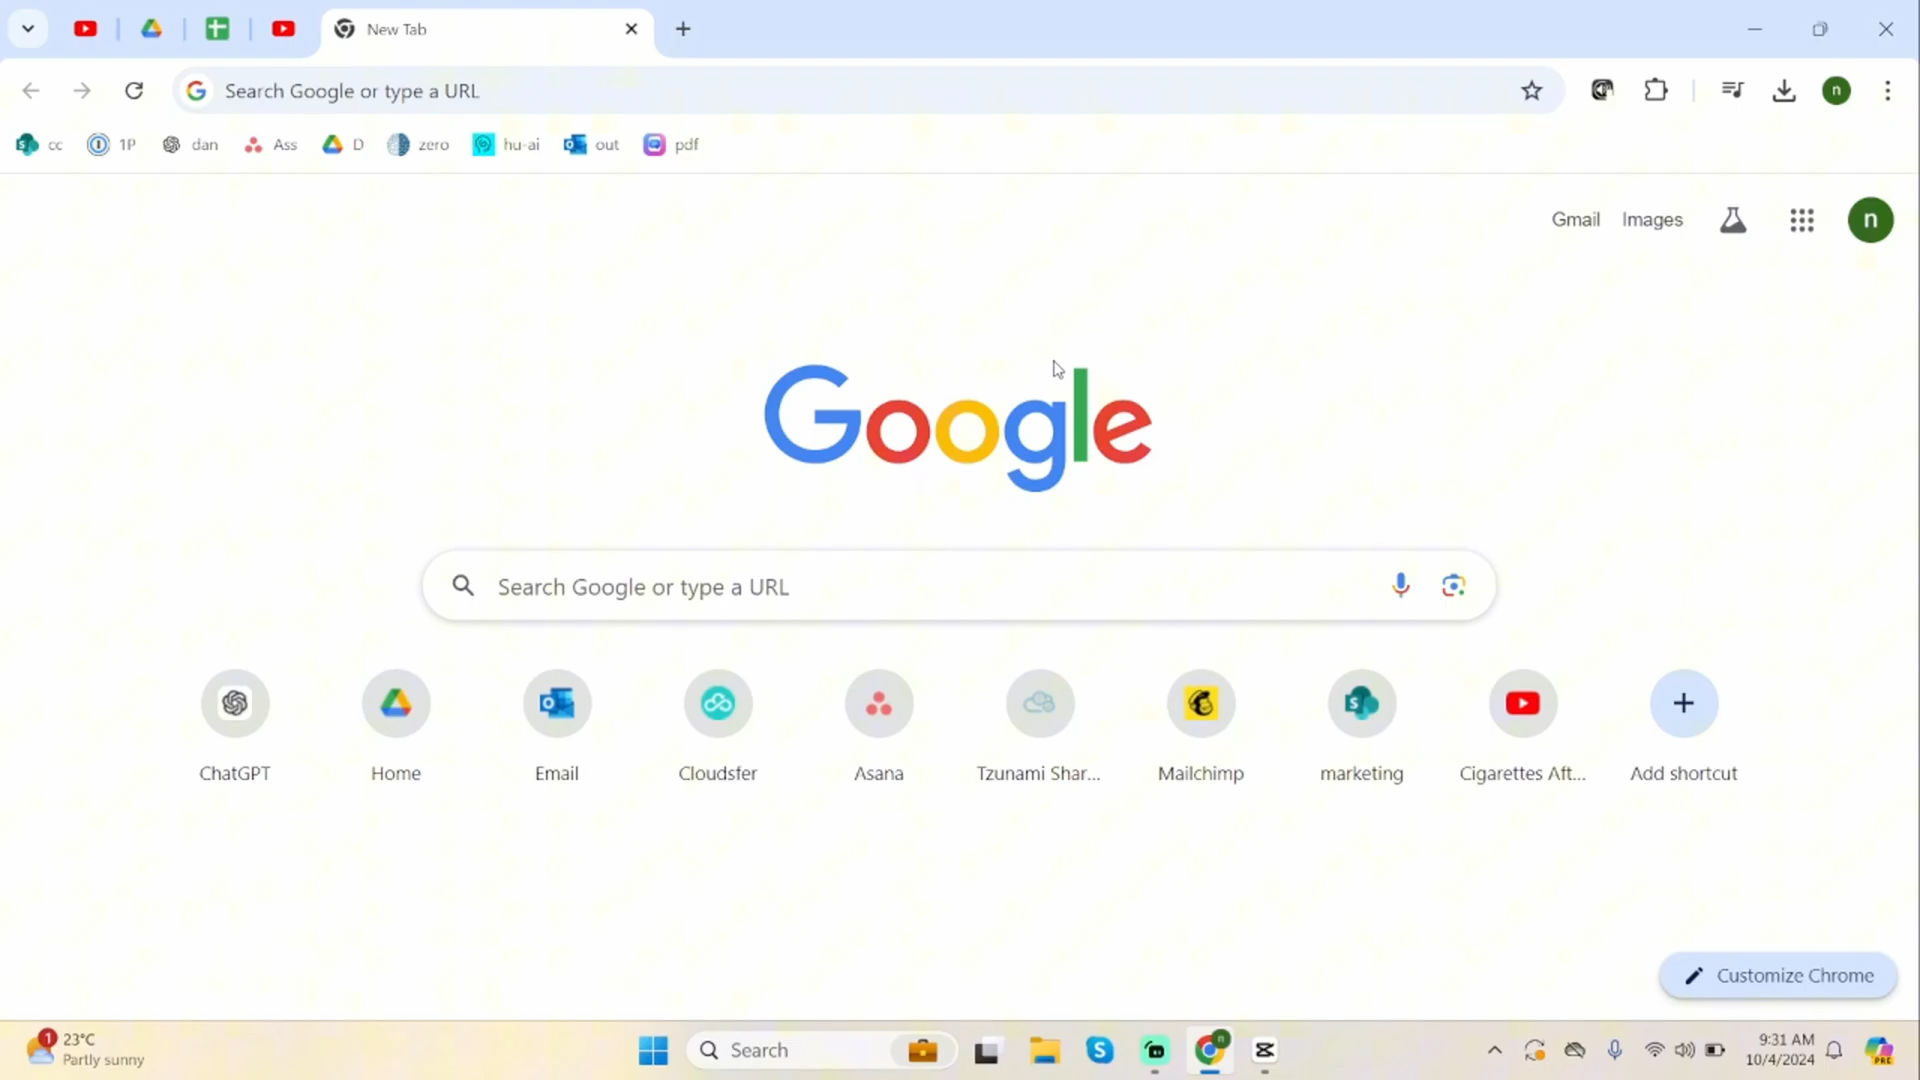 New Tab
Search Google or type a URL
n
cc 1P dan Ass D zero hu-ai out pdf
Gmail Images n
Google
Search Google or type a URL
ChatGPT Home Email Cloudsfer Asana Tzunami Shar... Mailchimp marketing Cigarettes Aft... Add shortcut
Customize Chrome
1 23°C
Partly sunny
Search
9:31 AM
10/4/2024
PRE